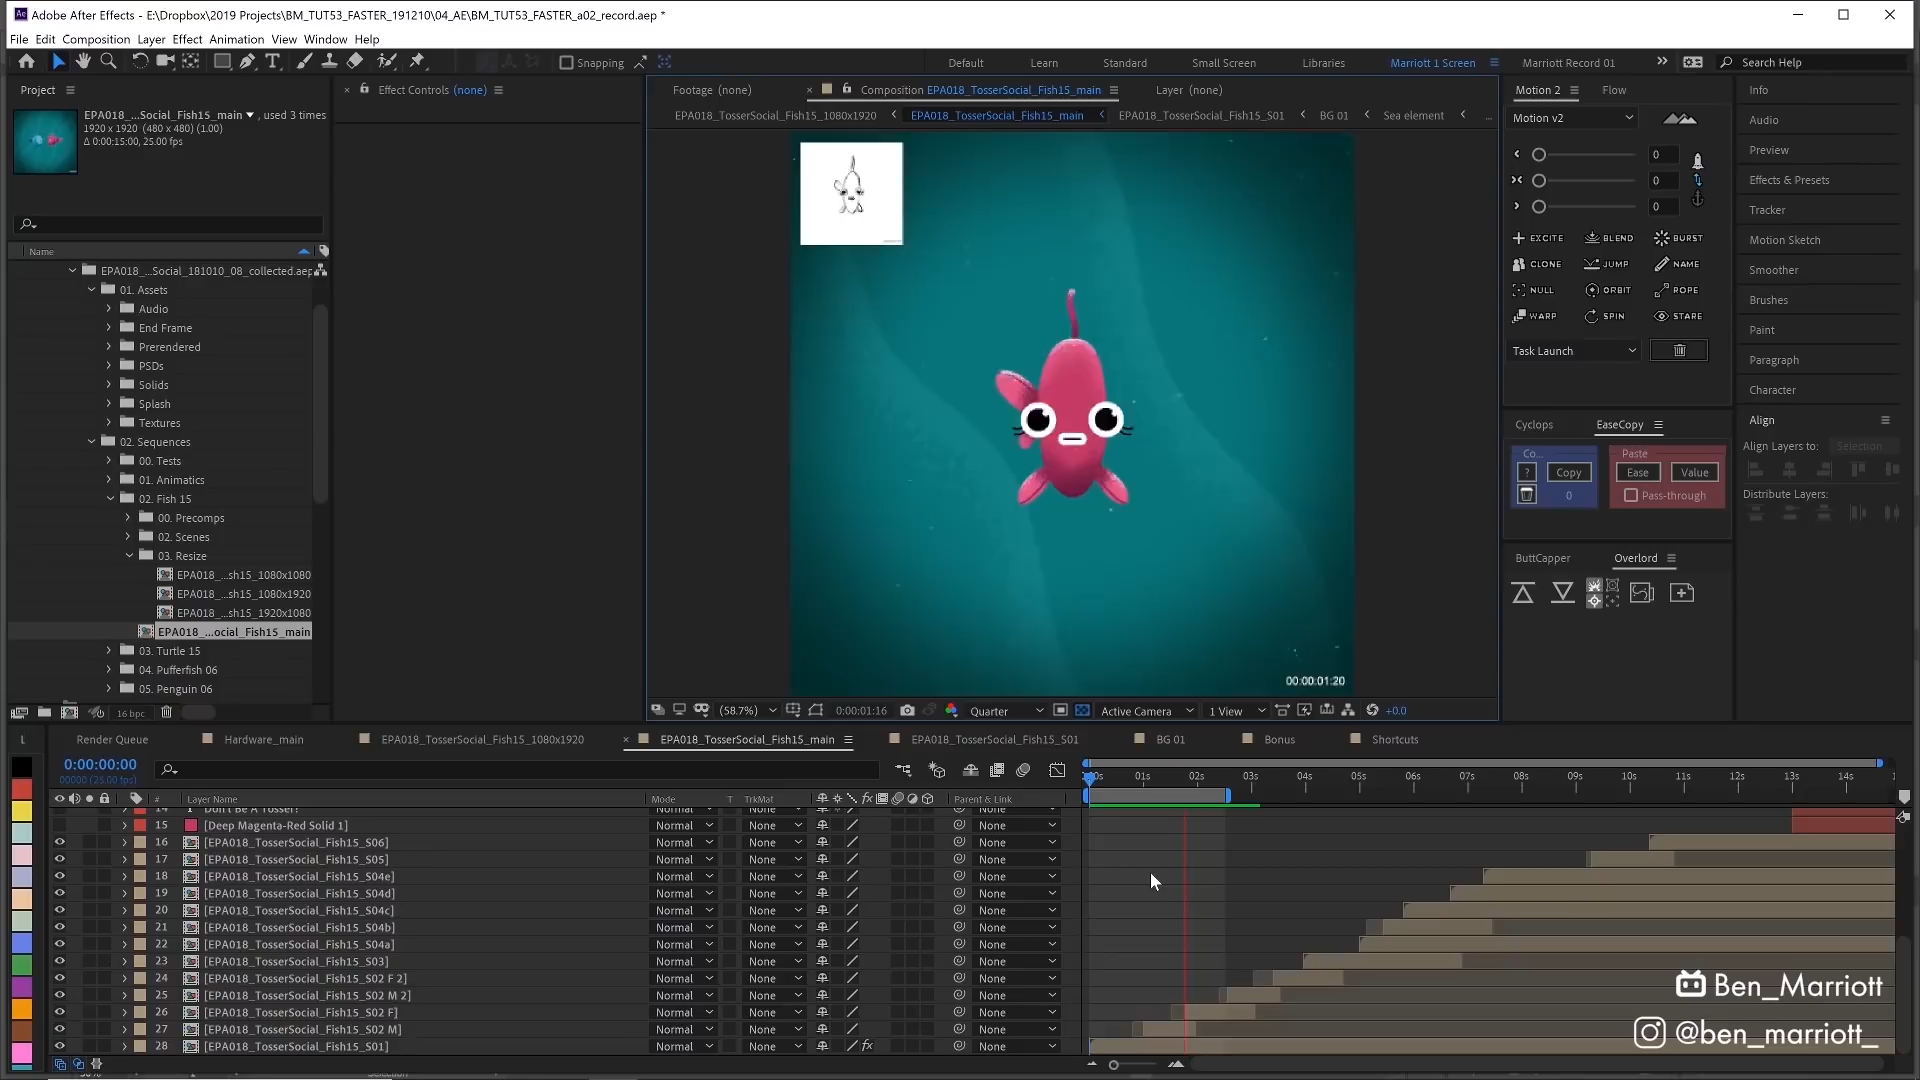 Adobe After Effects - E:\Dropbox\2019 Projects\BM_TUT53_FASTER_191210\04_AE\BM_TUT53_FASTER_a02_record.aep *
File Edit Composition Layer Effect Animation View Window Help
Snapping
Default Learn Standard Small Screen Libraries Marriott 1 Screen Marriott Record 01 Search Help
Project
EPA018_...Social_Fish15_main , used 3 times
1920 x 1920 (480 x 480) (1.00)
Δ 0:00:15:00, 25.00 fps
Name
EPA018_...Social_181010_08_collected.aep
01. Assets
Audio
End Frame
Prerendered
PSDs
Solids
Splash
Textures
02. Sequences
00. Tests
01. Animatics
02. Fish 15
00. Precomps
02. Scenes
03. Resize
EPA018_...sh15_1080x1080
EPA018_...sh15_1080x1920
EPA018_...sh15_1920x1080
EPA018_...ocial_Fish15_main
03. Turtle 15
04. Pufferfish 06
05. Penguin 06
16 bpc
Effect Controls (none)
Footage (none) Composition EPA018_TosserSocial_Fish15_main Layer (none)
EPA018_TosserSocial_Fish15_1080x1920 EPA018_TosserSocial_Fish15_main EPA018_TosserSocial_Fish15_S01 BG 01 Sea element ...
00:00:01:20
(58.7%) 0:00:01:16 Quarter Active Camera 1 View +0.0
Motion 2 Flow
Motion v2
0
0
0
EXCITE BLEND BURST
CLONE JUMP NAME
NULL ORBIT ROPE
WARP SPIN STARE
Task Launch
Cyclops EaseCopy
Co... Paste
? Copy Ease Value
0 Pass-through
ButtCapper Overlord
Info
Audio
Preview
Effects & Presets
Tracker
Motion Sketch
Smoother
Brushes
Paint
Paragraph
Character
Align
Align Layers to: Selection
Distribute Layers:
Render Queue Hardware_main EPA018_TosserSocial_Fish15_1080x1920 EPA018_TosserSocial_Fish15_main EPA018_TosserSocial_Fish15_S01 BG 01 Bonus Shortcuts
0:00:00:00
00000 (25.00 fps)
01s 02s 03s 04s 05s 06s 07s 08s 09s 10s 11s 12s 13s 14s
# Layer Name Mode T TrkMat fx Parent & Link
14 T Don't Be A Tosser!
15 [Deep Magenta-Red Solid 1] Normal None None
16 [EPA018_TosserSocial_Fish15_S06] Normal None None
17 [EPA018_TosserSocial_Fish15_S05] Normal None None
18 [EPA018_TosserSocial_Fish15_S04e] Normal None None
19 [EPA018_TosserSocial_Fish15_S04d] Normal None None
20 [EPA018_TosserSocial_Fish15_S04c] Normal None None
21 [EPA018_TosserSocial_Fish15_S04b] Normal None None
22 [EPA018_TosserSocial_Fish15_S04a] Normal None None
23 [EPA018_TosserSocial_Fish15_S03] Normal None None
24 [EPA018_TosserSocial_Fish15_S02 F 2] Normal None None
25 [EPA018_TosserSocial_Fish15_S02 M 2] Normal None None
26 [EPA018_TosserSocial_Fish15_S02 F] Normal None None
27 [EPA018_TosserSocial_Fish15_S02 M] Normal None None
28 [EPA018_TosserSocial_Fish15_S01] Normal None fx None
Ben_Marriott
@ben_marriott_